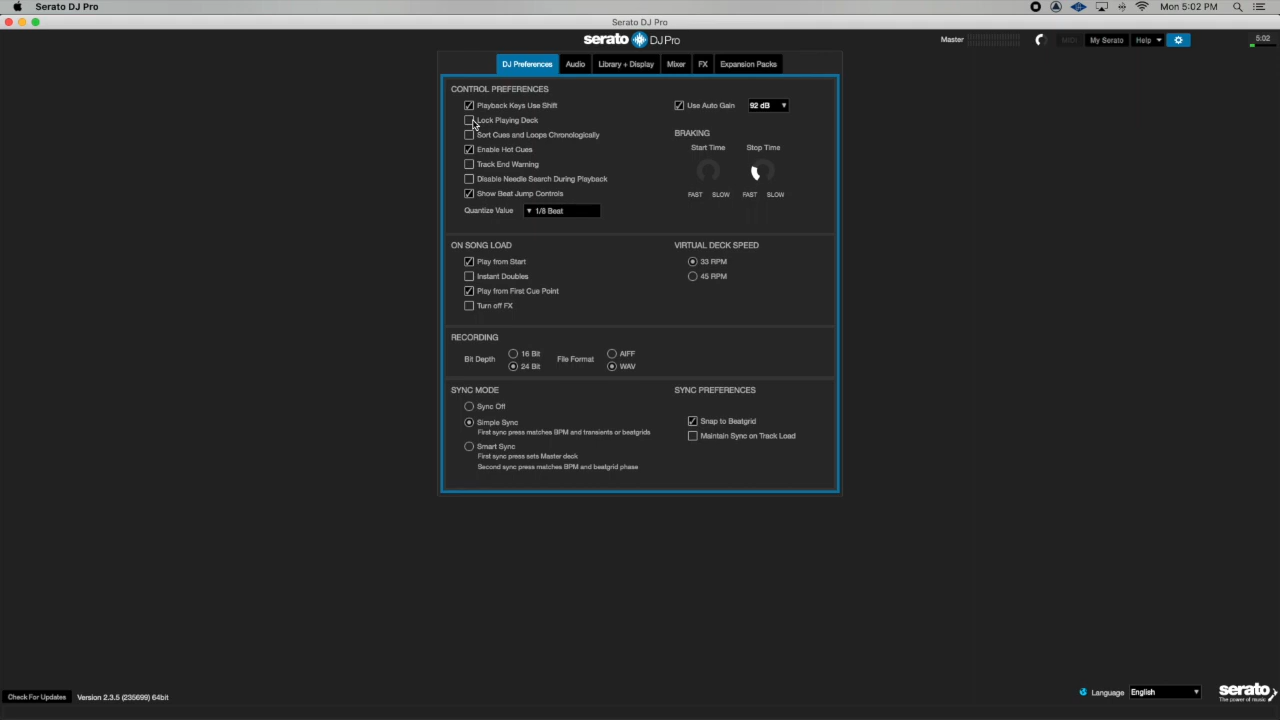 Serato DJ Pro
Mon 5:02 PM
Serato DJ Pro
serato DJ Pro
Master
MIDI
My Serato
Help
5:02
DJ Preferences
Audio
Library + Display
Mixer
FX
Expansion Packs
CONTROL PREFERENCES
Playback Keys Use Shift
Lock Playing Deck
Sort Cues and Loops Chronologically
Enable Hot Cues
Track End Warning
Disable Needle Search During Playback
Show Beat Jump Controls
Quantize Value
1/8 Beat
Use Auto Gain
92 dB
BRAKING
Start Time
Stop Time
FAST SLOW
FAST SLOW
ON SONG LOAD
Play from Start
Instant Doubles
Play from First Cue Point
Turn off FX
VIRTUAL DECK SPEED
33 RPM
45 RPM
RECORDING
Bit Depth
16 Bit
24 Bit
File Format
AIFF
WAV
SYNC MODE
Sync Off
Simple Sync
First sync press matches BPM and transients or beatgrids
Smart Sync
First sync press sets Master deck
Second sync press matches BPM and beatgrid phase
SYNC PREFERENCES
Snap to Beatgrid
Maintain Sync on Track Load
Check For Updates
Version 2.3.5 (235699) 64bit
Language
English
serato
The power of music